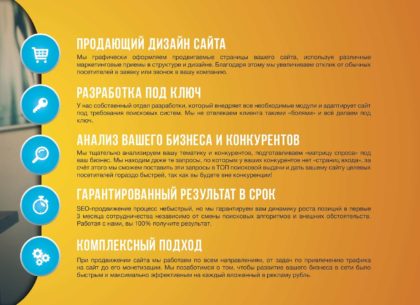 ПРОДАЮЩИЙ ДИЗАЙН САЙТА
Мы графически оформляем продвигаемые страницы вашего сайта, используя различные
маркетинговые приемы в структуре и дизайне. Благодаря этому мы увеличиваем отклик от обычных
посетителей в заявку или звонок в вашу компанию.
РАЗРАБОТКА ПОД КЛЮЧ
У нас собственный отдел разработки, который внедряет все необходимые модули и адаптирует сайт
под требования поисковых систем. Мы не отвлекаем клиента такими «болями» и всё делаем под
ключ.
АНАЛИЗ ВАШЕГО БИЗНЕСА И КОНКУРЕНТОВ
Мы тщательно анализируем вашу тематику и конкурентов, подготавливаем «матрицу спроса» под
ваш бизнес. Мы находим даже те запросы, по которым у ваших конкурентов нет «страниц входа», за
счёт этого мы сможем поставить эти запросы в ТОП поисковой выдачи и дать вашему сайту целевых
посетителей гораздо быстрей, так как вы будете вне конкуренции!
ГАРАНТИРОВАННЫЙ РЕЗУЛЬТАТ В СРОК
SEO-продвижение процесс небыстрый, но мы гарантируем вам динамику роста позиций в первые
3 месяца сотрудничества независимо от смены поисковых алгоритмов и внешних обстоятельств.
Работая с нами, вы 100% получите результат.
КОМПЛЕКСНЫЙ ПОДХОД
При продвижении сайта мы работаем по всем направлениям, от задач по привлечению трафика
на сайт до его монетизации. Мы позаботимся о том, чтобы развитие вашего бизнеса в сети было
быстрым и максимально эффективным на каждый вложенный в рекламу рубль.